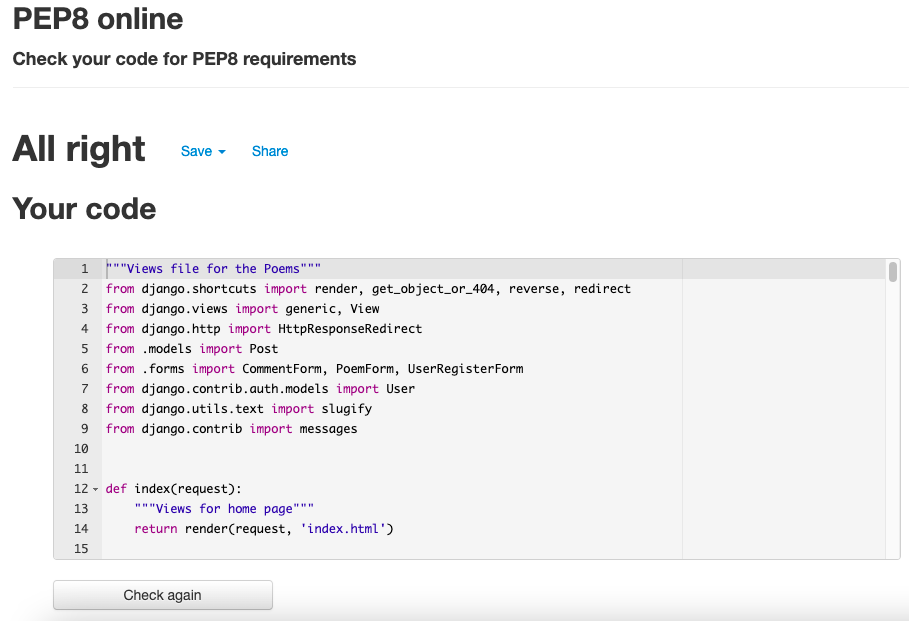 PEP8 online
Check your code for PEP8 requirements
All right Save Share
Your code
1 """Views file for the Poems"""
2 from django.shortcuts import render, get_object_or_404, reverse, redirect
3 from django.views import generic, View
4 from django.http import HttpResponseRedirect
5 from .models import Post
6 from .forms import CommentForm, PoemForm, UserRegisterForm
7 from django.contrib.auth.models import User
8 from django.utils.text import slugify
9 from django.contrib import messages
10
11
12 def index(request):
13     """Views for home page"""
14     return render(request, 'index.html')
15
Check again